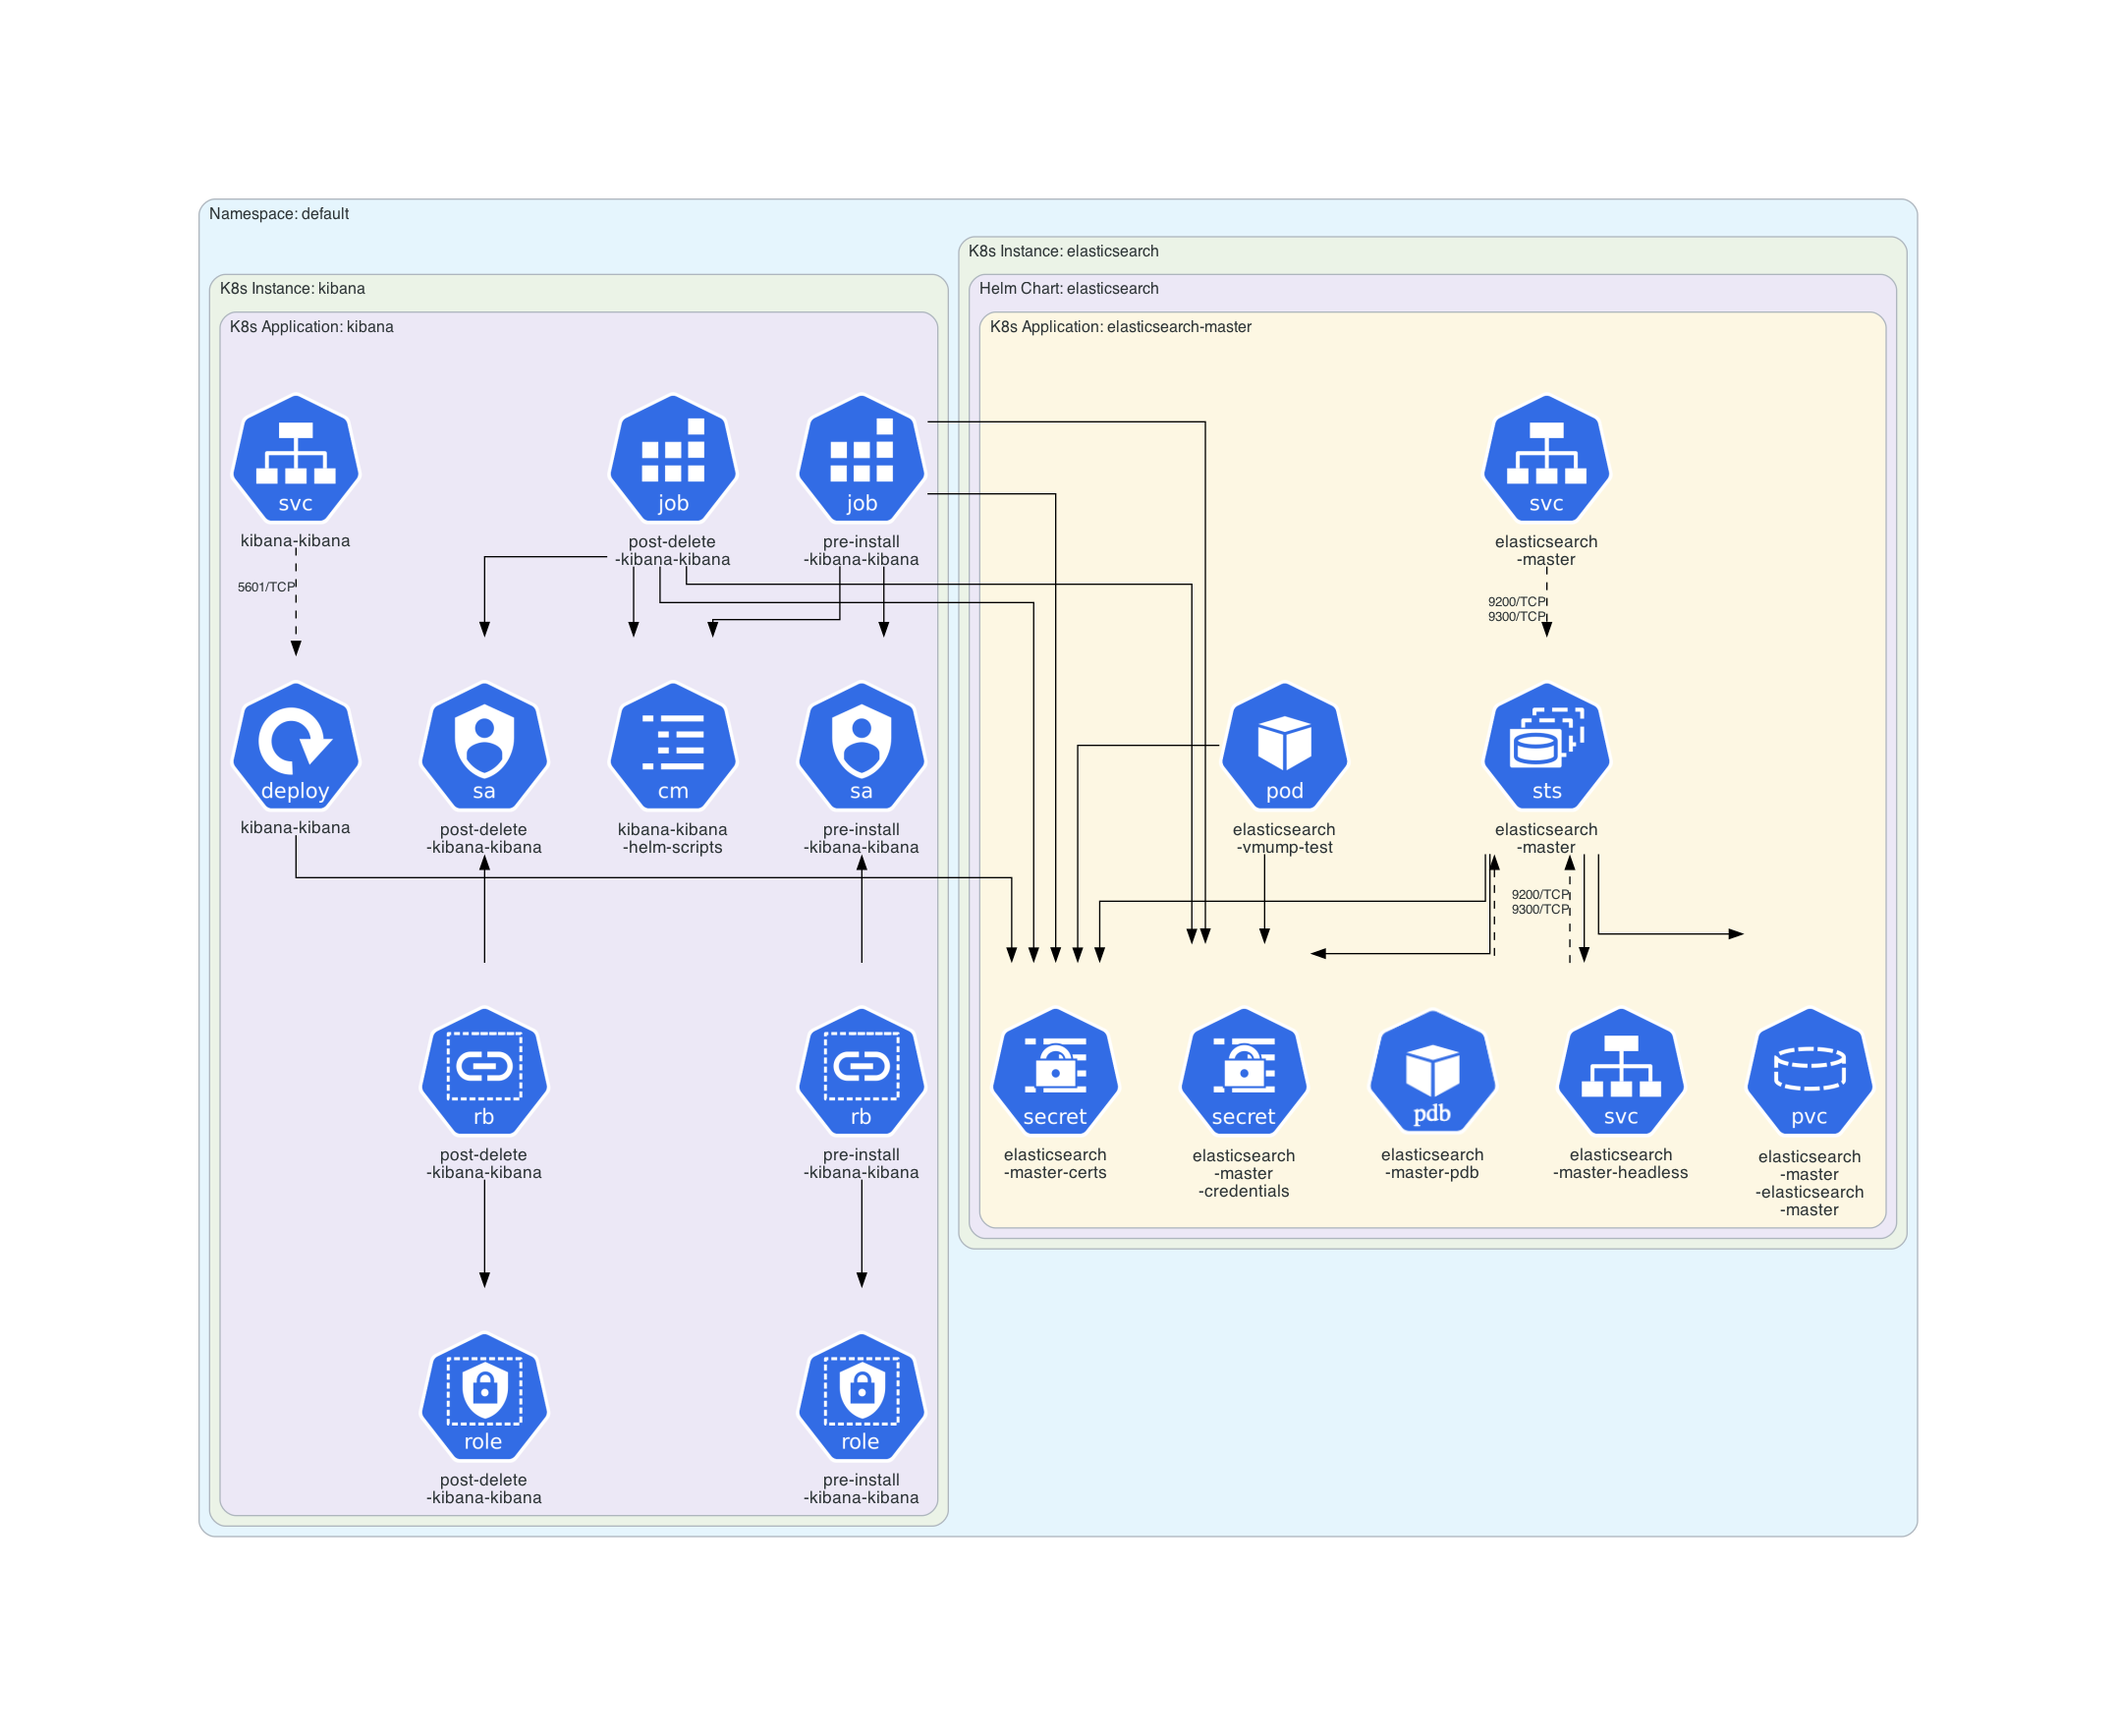 Namespace: default
K8s Instance: elasticsearch
K8s Instance: kibana
Helm Chart: elasticsearch
K8s Application: kibana
K8s Application: elasticsearch-master
svc
kibana-kibana
job
post-delete
-kibana-kibana
job
pre-install
-kibana-kibana
svc
elasticsearch
-master
5601/TCP
9200/TCP
9300/TCP
deploy
kibana-kibana
sa
post-delete
-kibana-kibana
cm
kibana-kibana
-helm-scripts
sa
pre-install
-kibana-kibana
pod
elasticsearch
-vmump-test
sts
elasticsearch
-master
9200/TCP
9300/TCP
rb
post-delete
-kibana-kibana
rb
pre-install
-kibana-kibana
secret
elasticsearch
-master-certs
secret
elasticsearch
-master
-credentials
pdb
elasticsearch
-master-pdb
svc
elasticsearch
-master-headless
pvc
elasticsearch
-master
-elasticsearch
-master
role
post-delete
-kibana-kibana
role
pre-install
-kibana-kibana